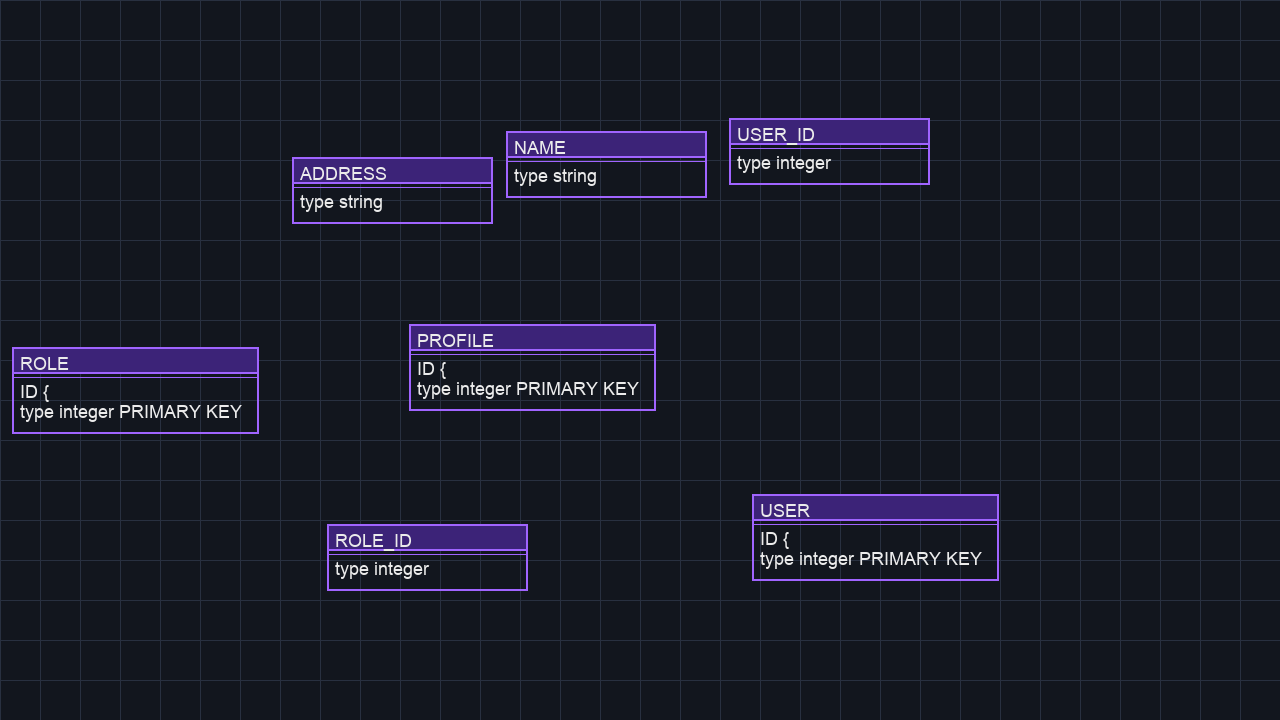 USER_ID
type integer
NAME
type string
ADDRESS
type string
PROFILE
ID {
type integer PRIMARY KEY
ROLE
ID {
type integer PRIMARY KEY
USER
ID {
type integer PRIMARY KEY
ROLE_ID
type integer